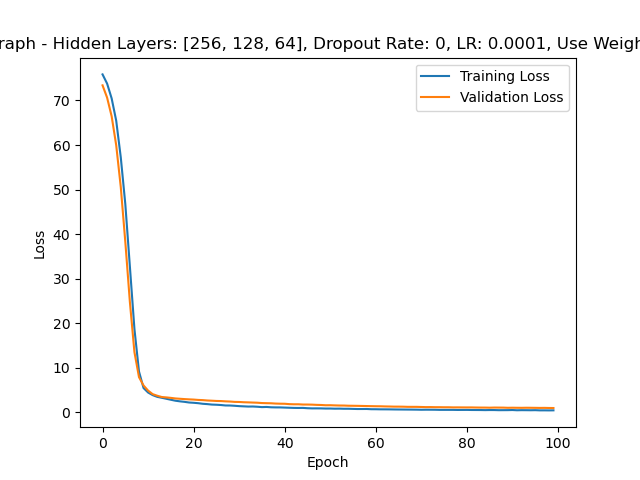 raph - Hidden Layers: [256, 128, 64], Dropout Rate: 0, LR: 0.0001, Use Weigh
Training Loss
Validation Loss
70
60
50
40
30
20
10
0
Loss
0 20 40 60 80 100
Epoch